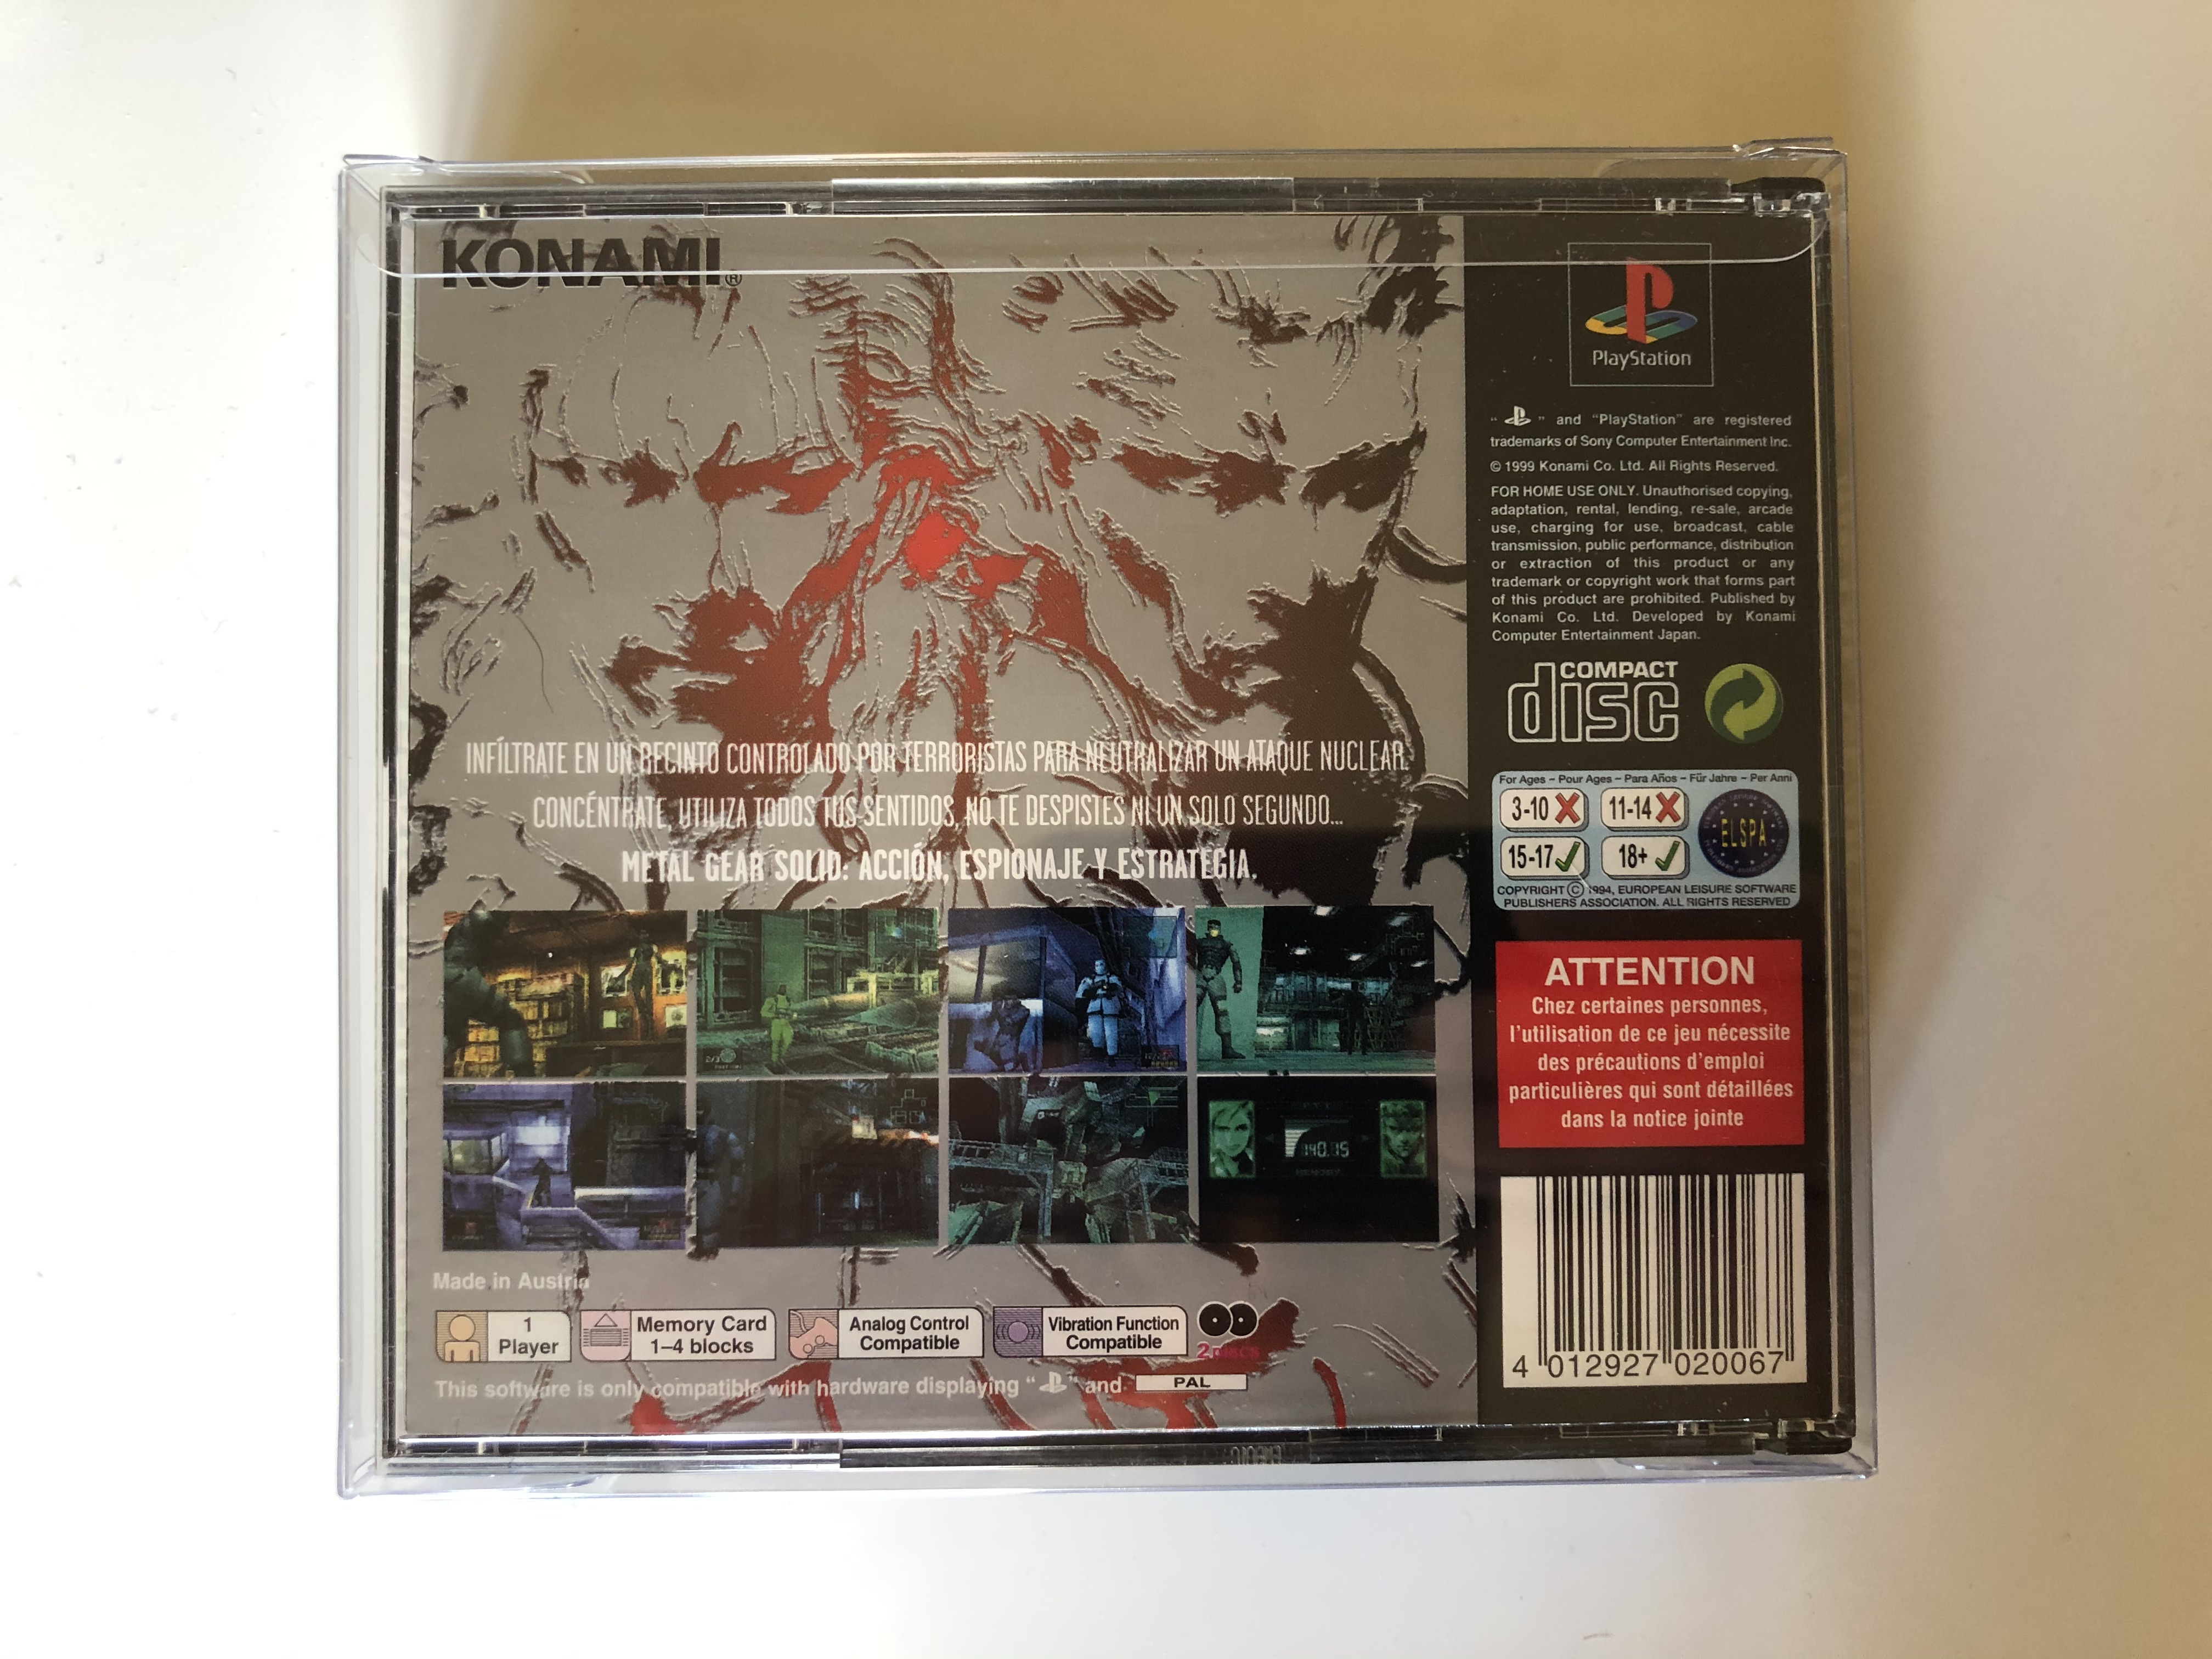 KONAMI®
INFÍLTRATE EN UN RECINTO CONTROLADO POR TERRORISTAS PARA NEUTRALIZAR UN ATAQUE NUCLEAR.
CONCÉNTRATE, UTILIZA TODOS TUS SENTIDOS, NO TE DESPISTES NI UN SOLO SEGUNDO...
METAL GEAR SOLID: ACCIÓN, ESPIONAJE Y ESTRATEGIA.
140.15
MEMORY
Made in Austria
1
Player
Memory Card
1–4 blocks
Analog Control
Compatible
Vibration Function
Compatible
2 DISCS
This software is only compatible with hardware displaying " " and PAL
PlayStation
" " and "PlayStation" are registered
trademarks of Sony Computer Entertainment Inc.
© 1999 Konami Co. Ltd. All Rights Reserved.
FOR HOME USE ONLY. Unauthorised copying,
adaptation, rental, lending, re-sale, arcade
use, charging for use, broadcast, cable
transmission, public performance, distribution
or extraction of this product or any
trademark or copyright work that forms part
of this product are prohibited. Published by
Konami Co. Ltd. Developed by Konami
Computer Entertainment Japan.
COMPACT
disc
For Ages – Pour Ages – Para Años – Für Jahre – Per Anni
3-10 11-14
15-17 18+
ELSPA
COPYRIGHT © 1994, EUROPEAN LEISURE SOFTWARE
PUBLISHERS ASSOCIATION. ALL RIGHTS RESERVED
ATTENTION
Chez certaines personnes,
l'utilisation de ce jeu nécessite
des précautions d'emploi
particulières qui sont détaillées
dans la notice jointe
4 012927 020067